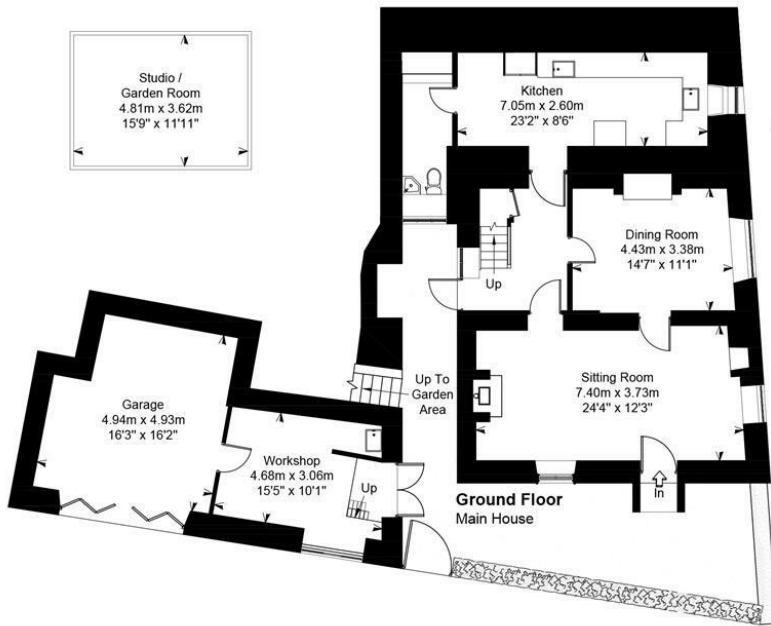 Studio /
Garden Room
4.81m x 3.62m
15'9" x 11'11"
Kitchen
7.05m x 2.60m
23'2" x 8'6"
Dining Room
4.43m x 3.38m
14'7" x 11'1"
Up
Sitting Room
7.40m x 3.73m
24'4" x 12'3"
Up To
Garden
Area
Garage
4.94m x 4.93m
16'3" x 16'2"
Workshop
4.68m x 3.06m
15'5" x 10'1"
Up
In
Ground Floor
Main House